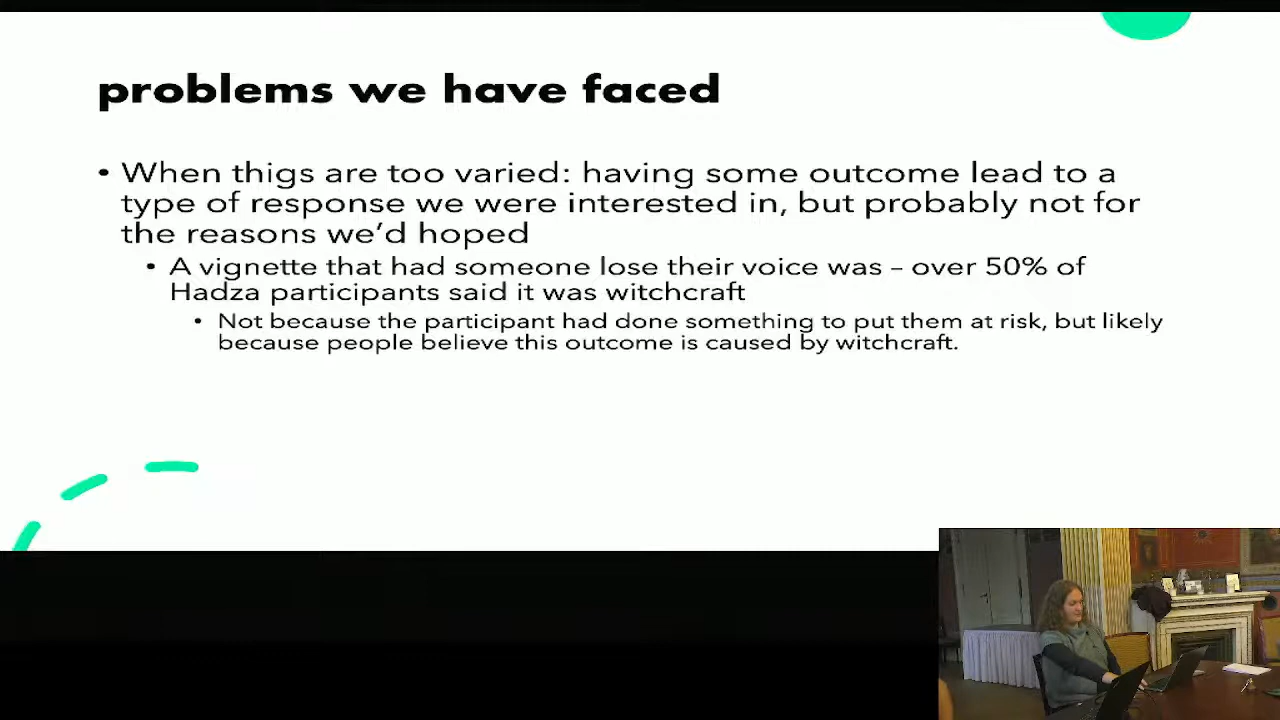 problems we have faced
• When thigs are too varied: having some outcome lead to a
type of response we were interested in, but probably not for
the reasons we'd hoped
• A vignette that had someone lose their voice was – over 50% of
Hadza participants said it was witchcraft
• Not because the participant had done something to put them at risk, but likely
because people believe this outcome is caused by witchcraft.